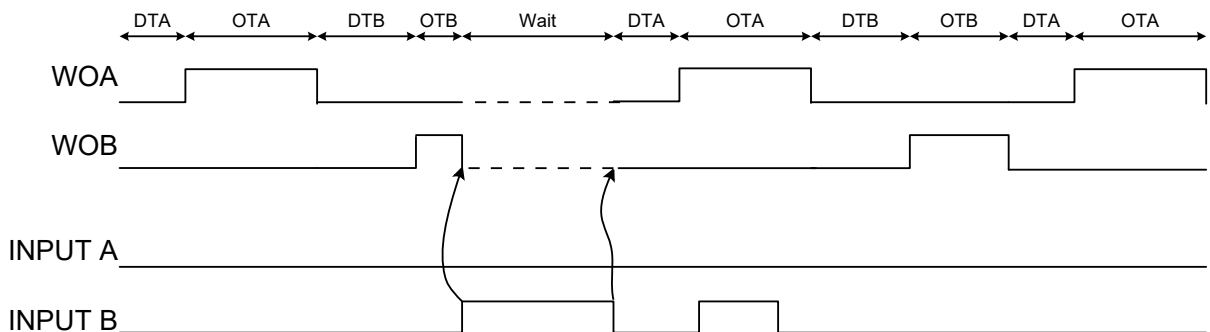 DTA OTA DTB OTB Wait DTA OTA DTB OTB DTA OTA
WOA
WOB
INPUT A
INPUT B